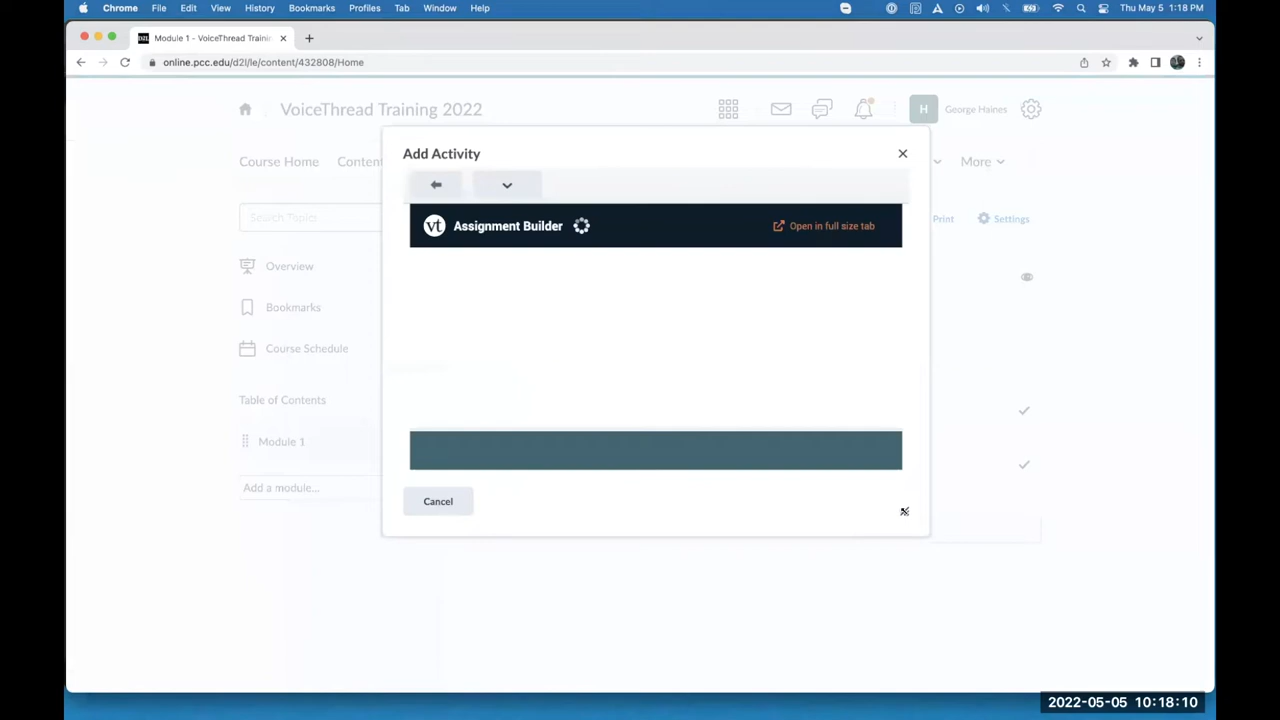 Chrome File Edit View History Bookmarks Profiles Tab Window Help Thu May 5 1:18 PM
D2L Module 1 - VoiceThread Trainin
online.pcc.edu/d2l/le/content/432808/Home
VoiceThread Training 2022 H George Haines
Add Activity
Course Home Content More
vt Assignment Builder Open in full size tab
Search Topics Print Settings
Overview
Bookmarks
Course Schedule
Table of Contents
Module 1
Add a module...
Cancel
2022-05-05 10:18:10